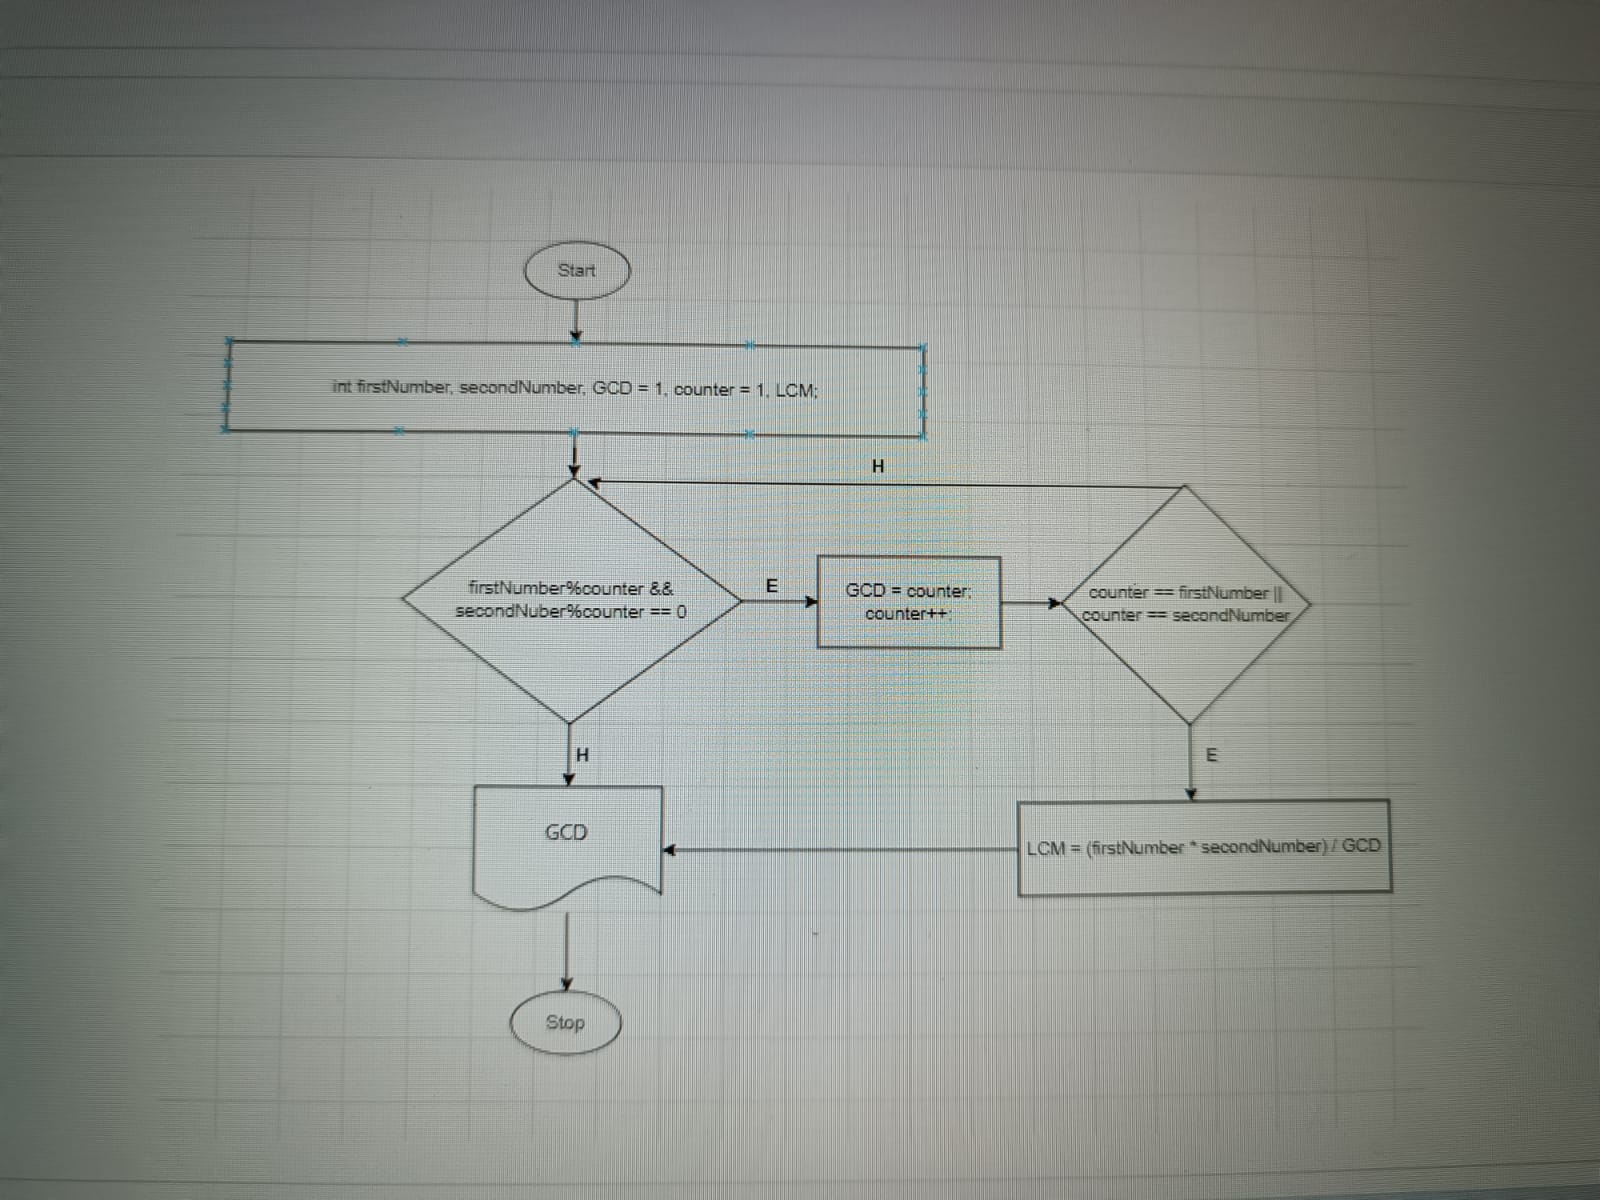 Start
int firstNumber, secondNumber, GCD = 1, counter = 1, LCM;
H
firstNumber%counter &&
secondNuber%counter == 0
E
GCD = counter;
counter++;
counter == firstNumber ||
counter == secondNumber
H
E
GCD
LCM = (firstNumber * secondNumber) / GCD
Stop